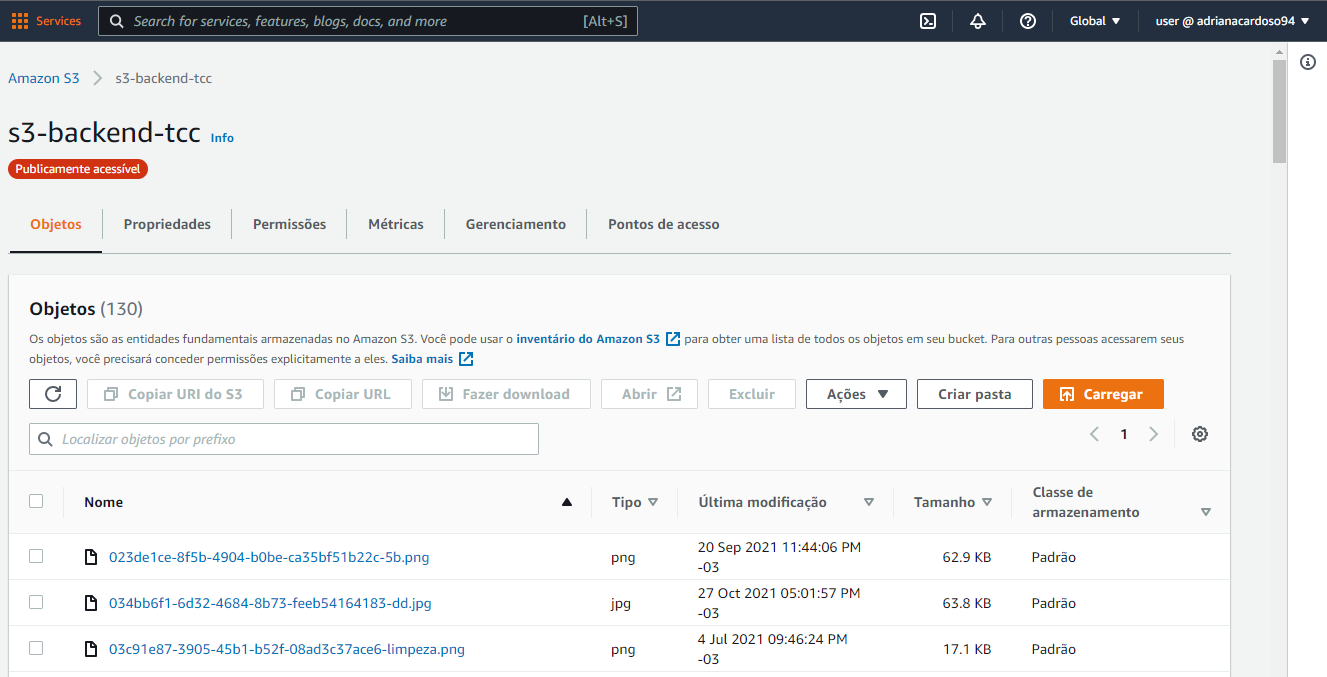 Services Search for services, features, blogs, docs, and more [Alt+S] Global user @ adrianacardoso94
Amazon S3 s3-backend-tcc
s3-backend-tcc Info
Publicamente acessível
Objetos Propriedades Permissões Métricas Gerenciamento Pontos de acesso
Objetos (130)
Os objetos são as entidades fundamentais armazenadas no Amazon S3. Você pode usar o inventário do Amazon S3 para obter uma lista de todos os objetos em seu bucket. Para outras pessoas acessarem seus
objetos, você precisará conceder permissões explicitamente a eles. Saiba mais
Copiar URI do S3 Copiar URL Fazer download Abrir Excluir Ações Criar pasta Carregar
Localizar objetos por prefixo 1
Nome Tipo Última modificação Tamanho Classe de
armazenamento
023de1ce-8f5b-4904-b0be-ca35bf51b22c-5b.png png 20 Sep 2021 11:44:06 PM 62.9 KB Padrão
-03
034bb6f1-6d32-4684-8b73-feeb54164183-dd.jpg jpg 27 Oct 2021 05:01:57 PM 63.8 KB Padrão
-03
03c91e87-3905-45b1-b52f-08ad3c37ace6-limpeza.png png 4 Jul 2021 09:46:24 PM 17.1 KB Padrão
-03